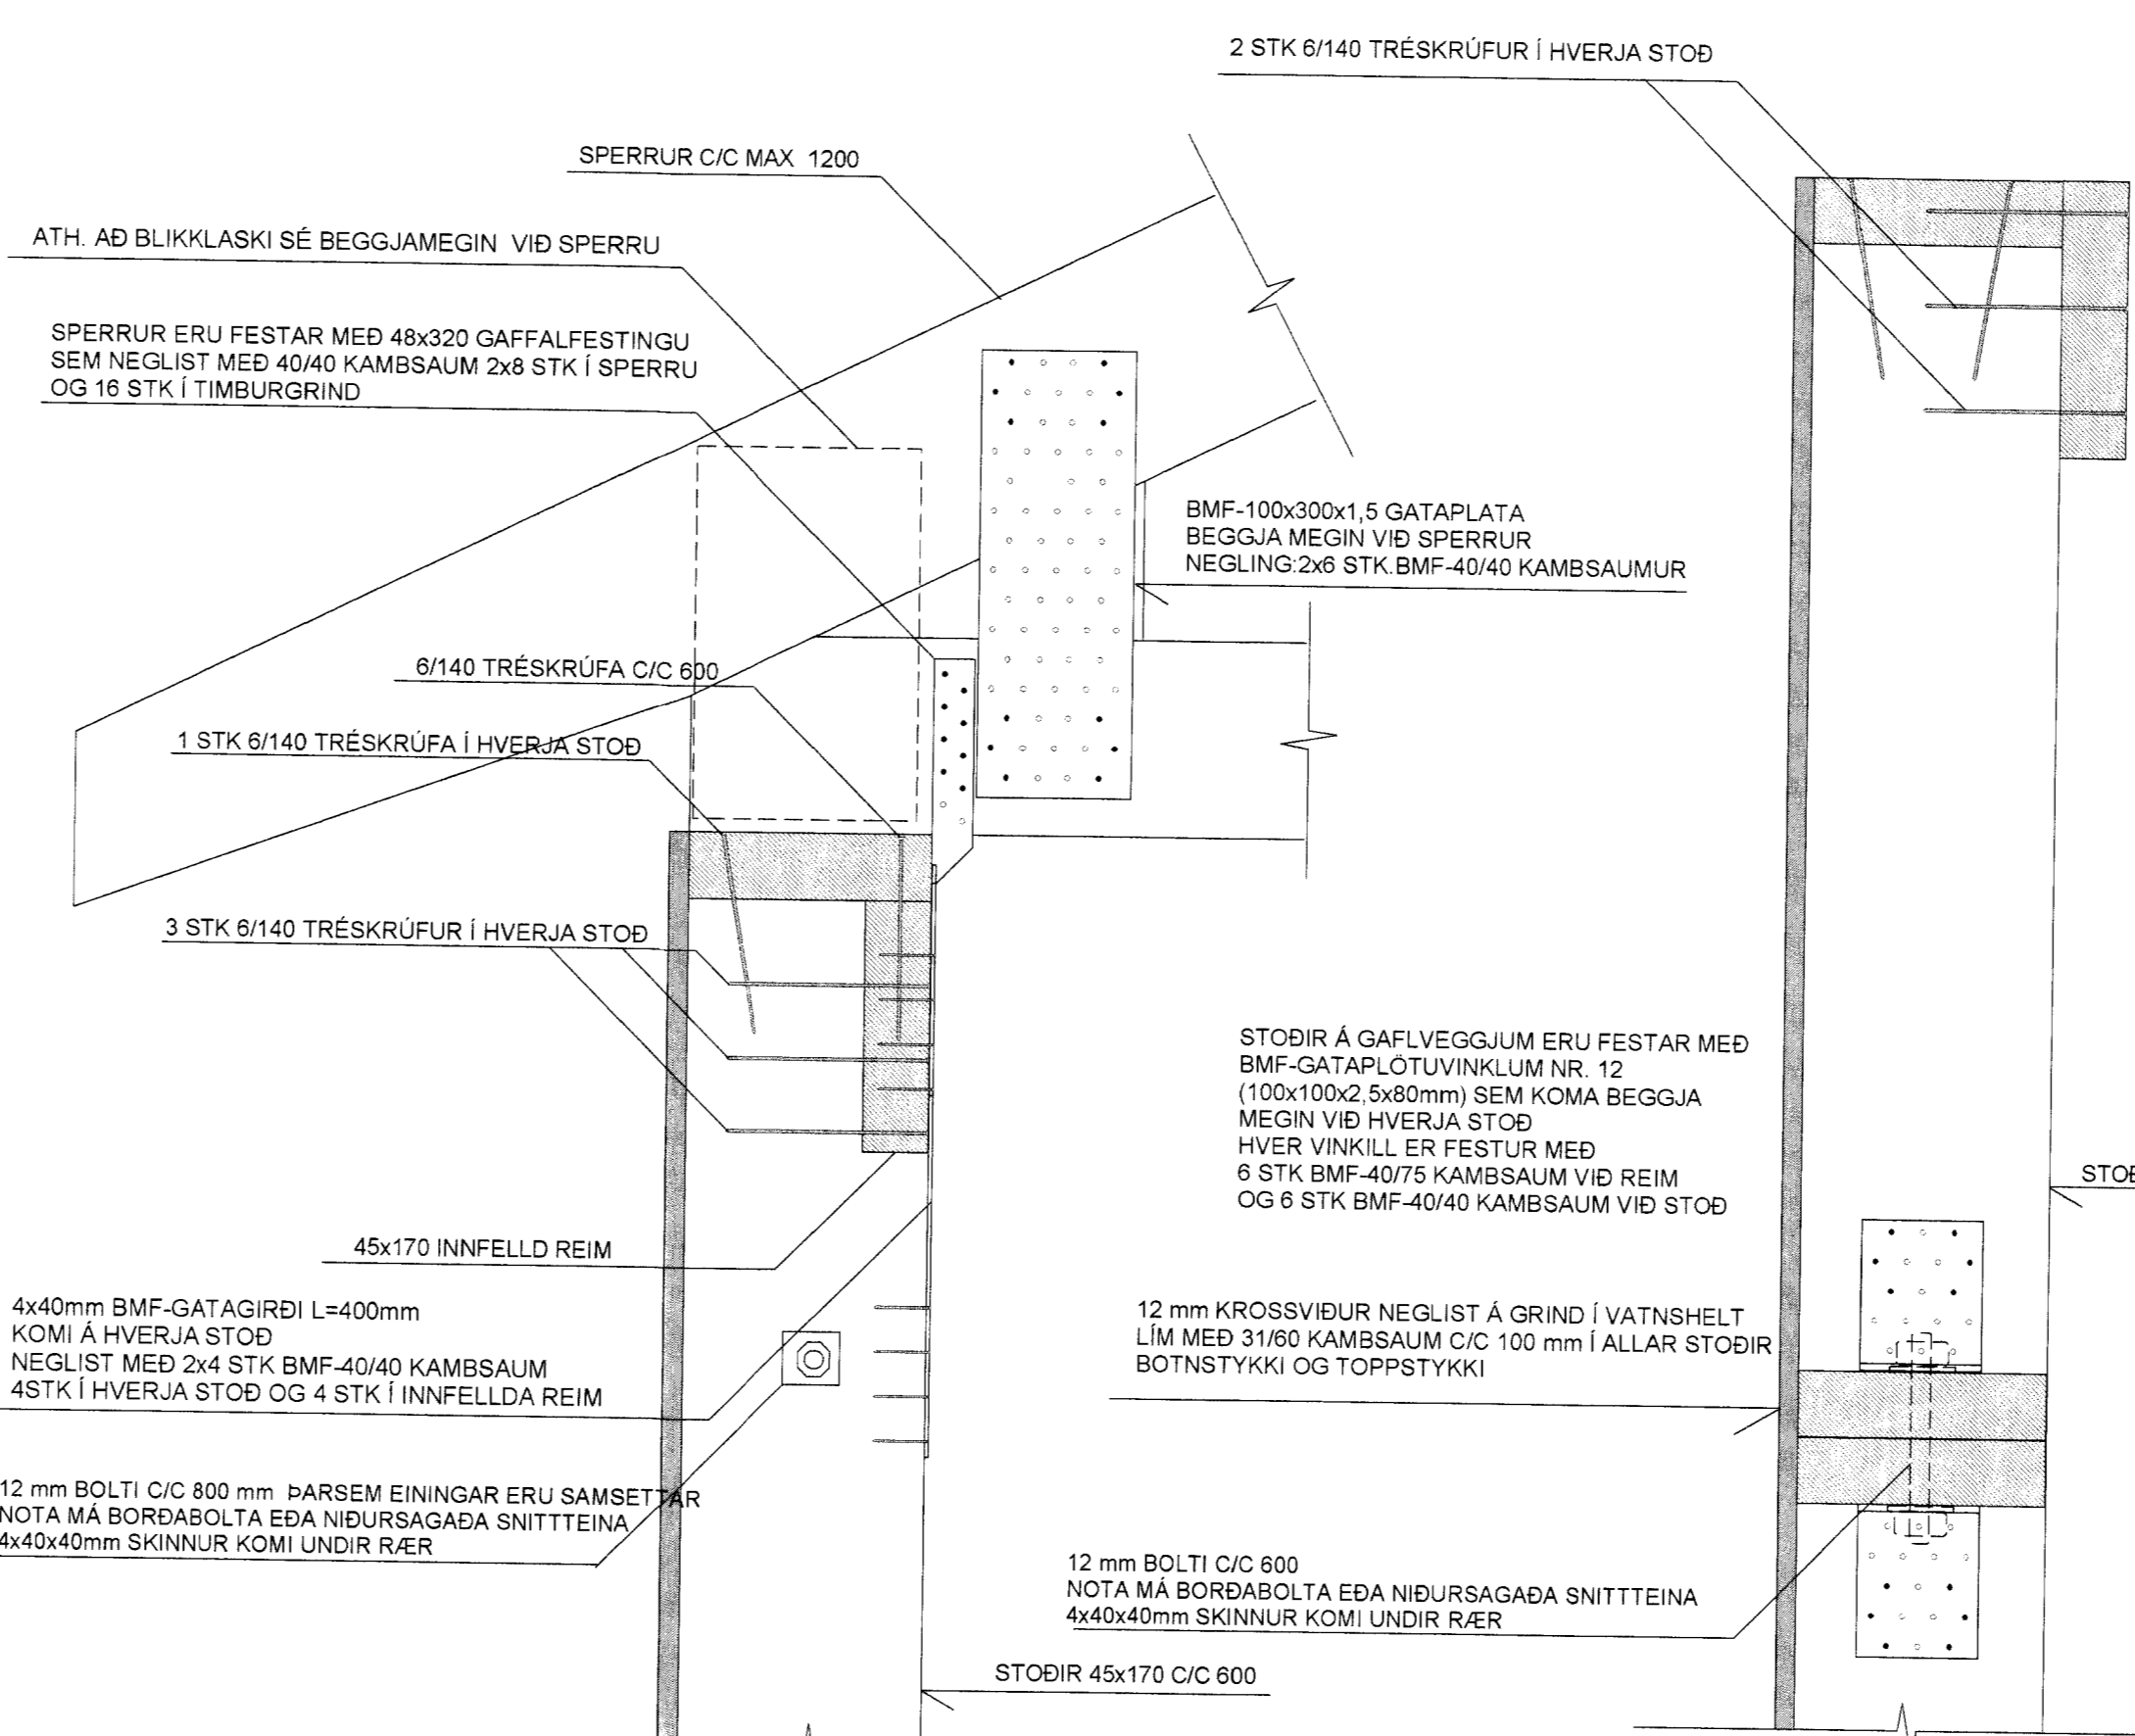 2 STK 6/140 TRÉSKRÚFUR Í HVERJA STOÐ
SPERRUR C/C MAX 1200
ATH. AÐ BLIKKLASKI SÉ BEGGJAMEGIN VIÐ SPERRU
SPERRUR ERU FESTAR MEÐ 48x320 GAFFALFESTINGU
SEM NEGLIST MEÐ 40/40 KAMBSAUM 2x8 STK Í SPERRU
OG 16 STK Í TIMBURGRIND
BMF-100x300x1,5 GATAPLATA
BEGGJA MEGIN VIÐ SPERRUR
NEGLING:2x6 STK.BMF-40/40 KAMBSAUMUR
6/140 TRÉSKRÚFA C/C 600
1 STK 6/140 TRÉSKRÚFA Í HVERJA STOÐ
3 STK 6/140 TRÉSKRÚFUR Í HVERJA STOÐ
STOÐIR Á GAFLVEGGJUM ERU FESTAR MEÐ
BMF-GATAPLÖTUVINKLUM NR. 12
(100x100x2,5x80mm) SEM KOMA BEGGJA
MEGIN VIÐ HVERJA STOÐ
HVER VINKILL ER FESTUR MEÐ
6 STK BMF-40/75 KAMBSAUM VIÐ REIM
OG 6 STK BMF-40/40 KAMBSAUM VIÐ STOÐ
STOÐ
45x170 INNFELLD REIM
4x40mm BMF-GATAGIRÐI L=400mm
KOMI Á HVERJA STOÐ
NEGLIST MEÐ 2x4 STK BMF-40/40 KAMBSAUM
4STK Í HVERJA STOÐ OG 4 STK Í INNFELLDA REIM
12 mm KROSSVIÐUR NEGLIST Á GRIND Í VATNSHELT
LÍM MEÐ 31/60 KAMBSAUM C/C 100 mm Í ALLAR STOÐIR
BOTNSTYKKI OG TOPPSTYKKI
12 mm BOLTI C/C 800 mm ÞARSEM EININGAR ERU SAMSETTAR
NOTA MÁ BORÐABOLTA EÐA NIÐURSAGAÐA SNITTTEINA
4x40x40mm SKINNUR KOMI UNDIR RÆR
12 mm BOLTI C/C 600
NOTA MÁ BORÐABOLTA EÐA NIÐURSAGAÐA SNITTTEINA
4x40x40mm SKINNUR KOMI UNDIR RÆR
STOÐIR 45x170 C/C 600